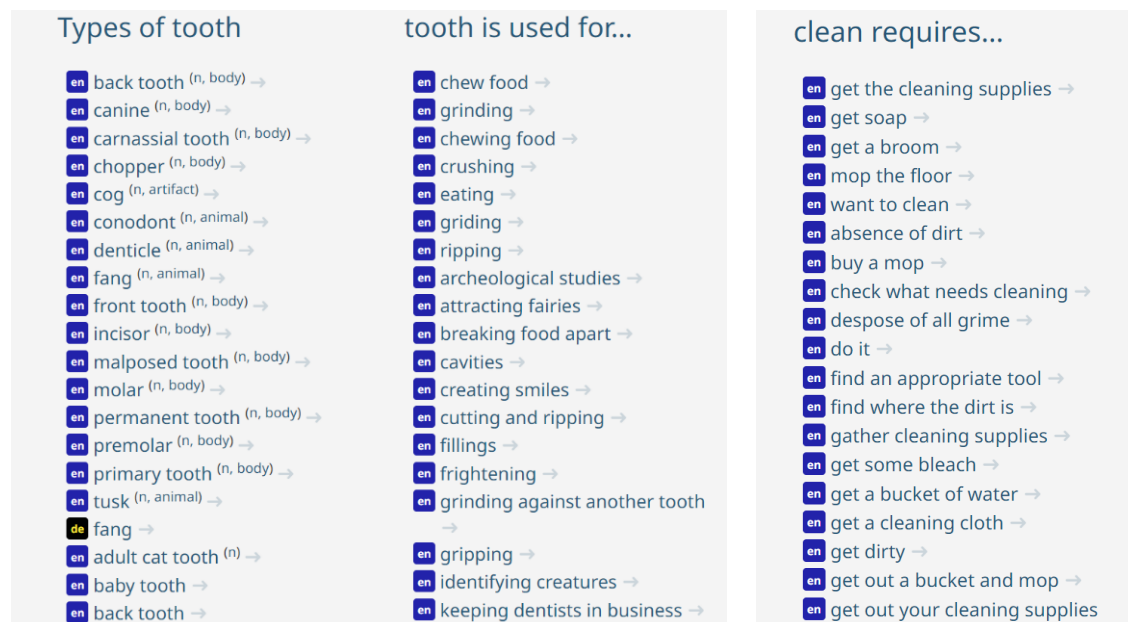 Types of tooth
en back tooth (n, body) →
en canine (n, body) →
en carnassial tooth (n, body) →
en chopper (n, body) →
en cog (n, artifact) →
en conodont (n, animal) →
en denticle (n, animal) →
en fang (n, animal) →
en front tooth (n, body) →
en incisor (n, body) →
en malposed tooth (n, body) →
en molar (n, body) →
en permanent tooth (n, body) →
en premolar (n, body) →
en primary tooth (n, body) →
en tusk (n, animal) →
de fang →
en adult cat tooth (n) →
en baby tooth →
en back tooth →
tooth is used for...
en chew food →
en grinding →
en chewing food →
en crushing →
en eating →
en griding →
en ripping →
en archeological studies →
en attracting fairies →
en breaking food apart →
en cavities →
en creating smiles →
en cutting and ripping →
en fillings →
en frightening →
en grinding against another tooth
→
en gripping →
en identifying creatures →
en keeping dentists in business →
clean requires...
en get the cleaning supplies →
en get soap →
en get a broom →
en mop the floor →
en want to clean →
en absence of dirt →
en buy a mop →
en check what needs cleaning →
en despose of all grime →
en do it →
en find an appropriate tool →
en find where the dirt is →
en gather cleaning supplies →
en get some bleach →
en get a bucket of water →
en get a cleaning cloth →
en get dirty →
en get out a bucket and mop →
en get out your cleaning supplies